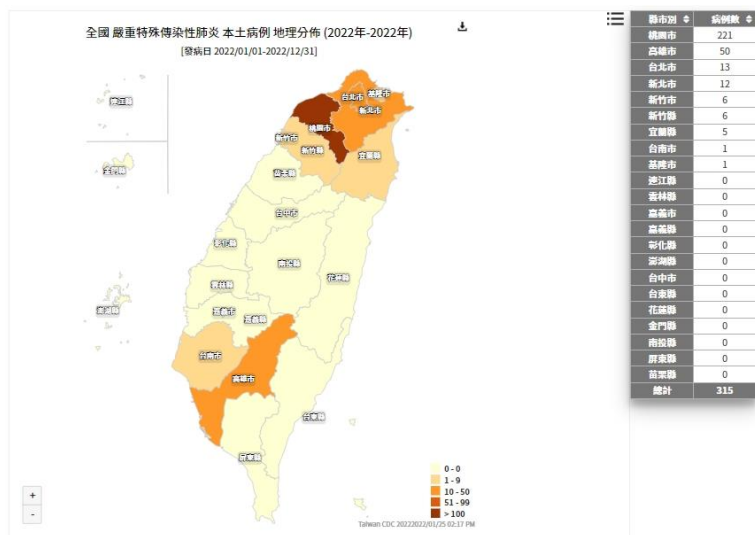 全國 嚴重特殊傳染性肺炎 本土病例 地理分佈 (2022年-2022年)
[發病日 2022/01/01-2022/12/31]
連江縣
金門縣
澎湖縣
台北市
基隆市
新北市
桃園市
新竹市
新竹縣
宜蘭縣
苗栗縣
台中市
彰化縣
南投縣
花蓮縣
雲林縣
嘉義市
嘉義縣
台南市
高雄市
台東縣
屏東縣
+
-
0 - 0
1 - 9
10 - 50
51 - 99
> 100
Taiwan CDC 20222022/01/25 02:17 PM
縣市別 病例數
桃園市 221
高雄市 50
台北市 13
新北市 12
新竹市 6
新竹縣 6
宜蘭縣 5
台南市 1
基隆市 1
連江縣 0
雲林縣 0
嘉義市 0
嘉義縣 0
彰化縣 0
澎湖縣 0
台中市 0
台東縣 0
花蓮縣 0
金門縣 0
南投縣 0
屏東縣 0
苗栗縣 0
總計 315